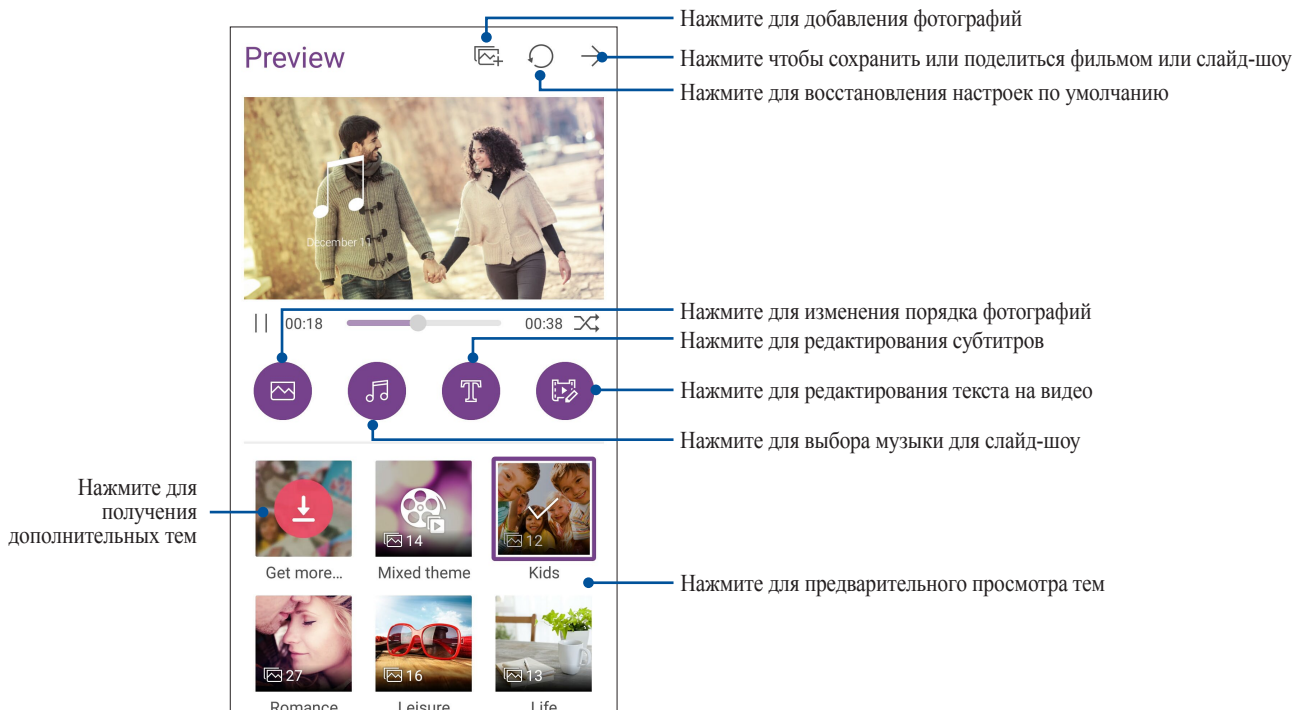 Нажмите для добавления фотографий
Preview
Нажмите чтобы сохранить или поделиться фильмом или слайд-шоу
Нажмите для восстановления настроек по умолчанию
December 11
00:18
00:38
Нажмите для изменения порядка фотографий
Нажмите для редактирования субтитров
T
Нажмите для редактирования текста на видео
Нажмите для выбора музыки для слайд-шоу
Нажмите для
получения
дополнительных тем
14
12
Get more...
Mixed theme
Kids
Нажмите для предварительного просмотра тем
27
16
13
Romance
Leisure
Life